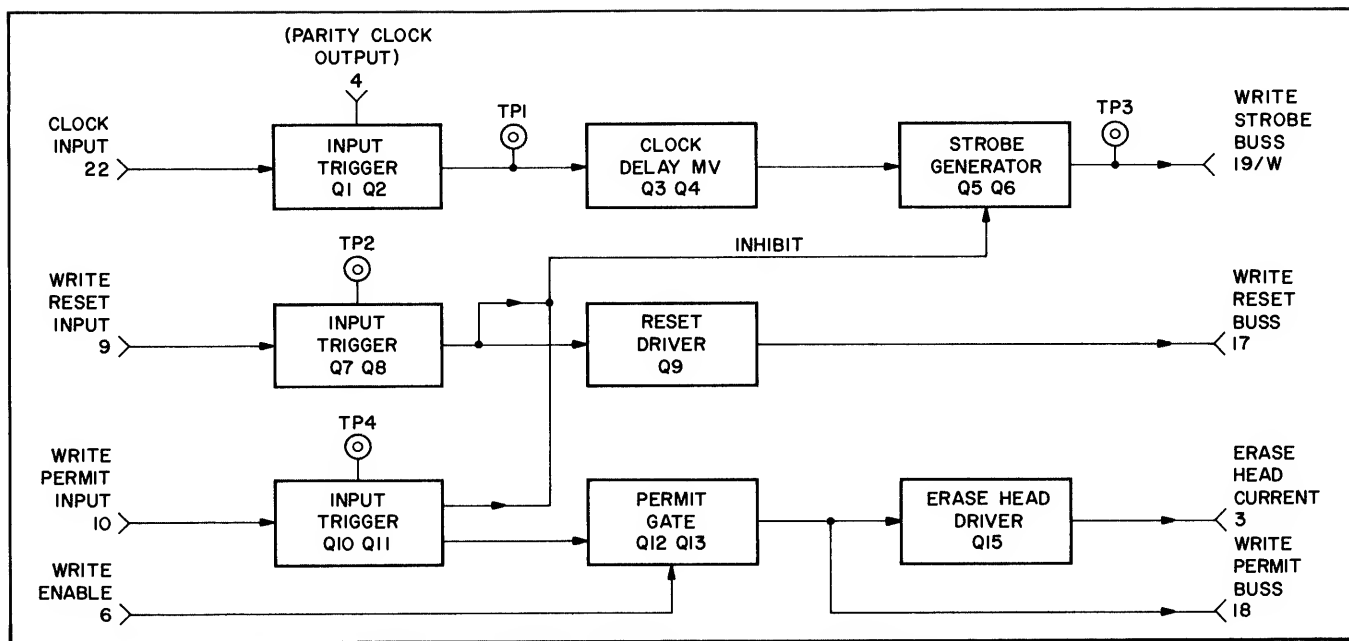 (PARITY CLOCK
OUTPUT)
4
CLOCK
INPUT
22
INPUT
TRIGGER
Q1 Q2
TP1
CLOCK
DELAY MV
Q3 Q4
STROBE
GENERATOR
Q5 Q6
TP3
WRITE
STROBE
BUSS
19/W
INHIBIT
TP2
WRITE
RESET
INPUT
9
INPUT
TRIGGER
Q7 Q8
RESET
DRIVER
Q9
WRITE
RESET
BUSS
17
TP4
WRITE
PERMIT
INPUT
10
INPUT
TRIGGER
Q10 Q11
PERMIT
GATE
Q12 Q13
ERASE HEAD
DRIVER
Q15
ERASE
HEAD
CURRENT
3
WRITE
ENABLE
6
WRITE
PERMIT
BUSS
18